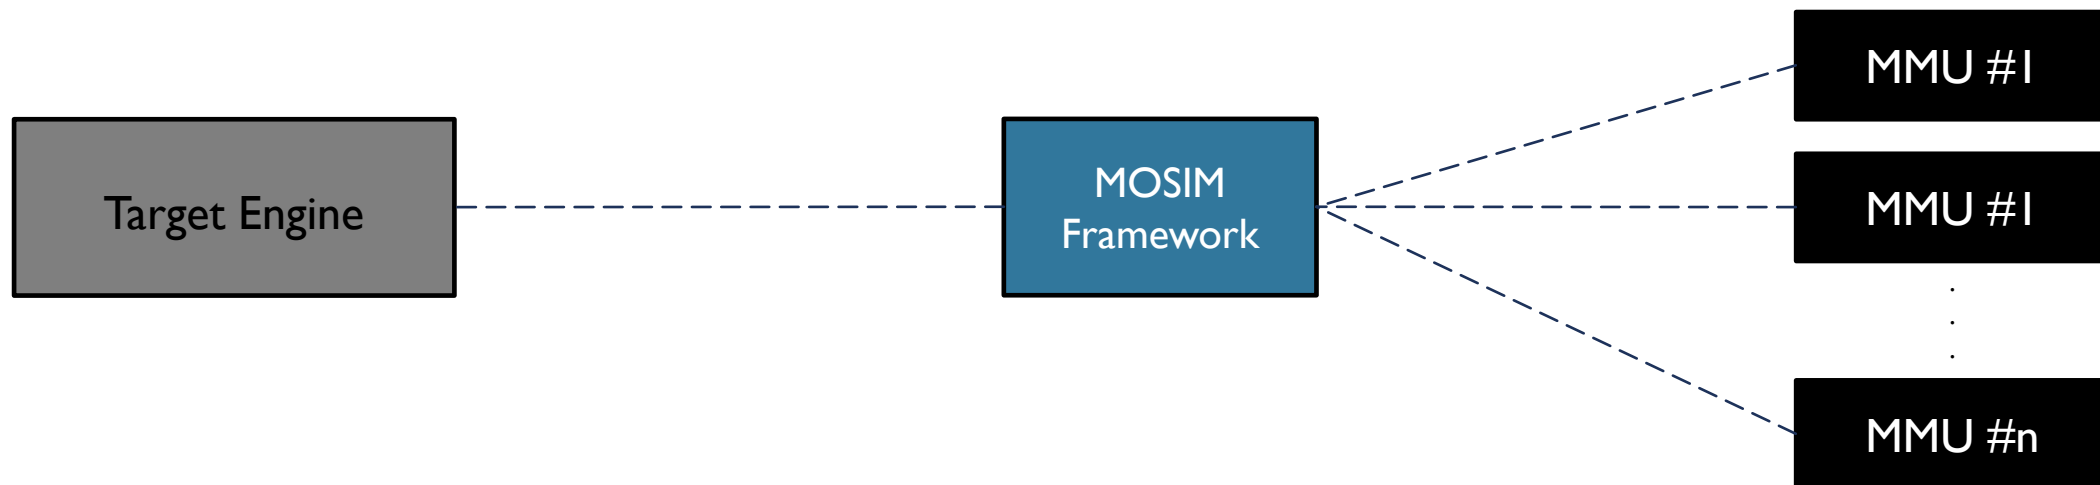 Target Engine
MOSIM
Framework
MMU #1
MMU #1
.
.
.
MMU #n